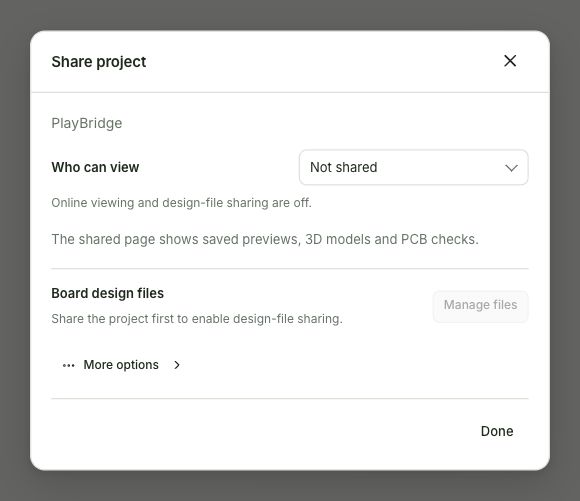 Share project
PlayBridge
Who can view
Not shared
Online viewing and design-file sharing are off.
The shared page shows saved previews, 3D models and PCB checks.
Board design files
Manage files
Share the project first to enable design-file sharing.
More options
Done